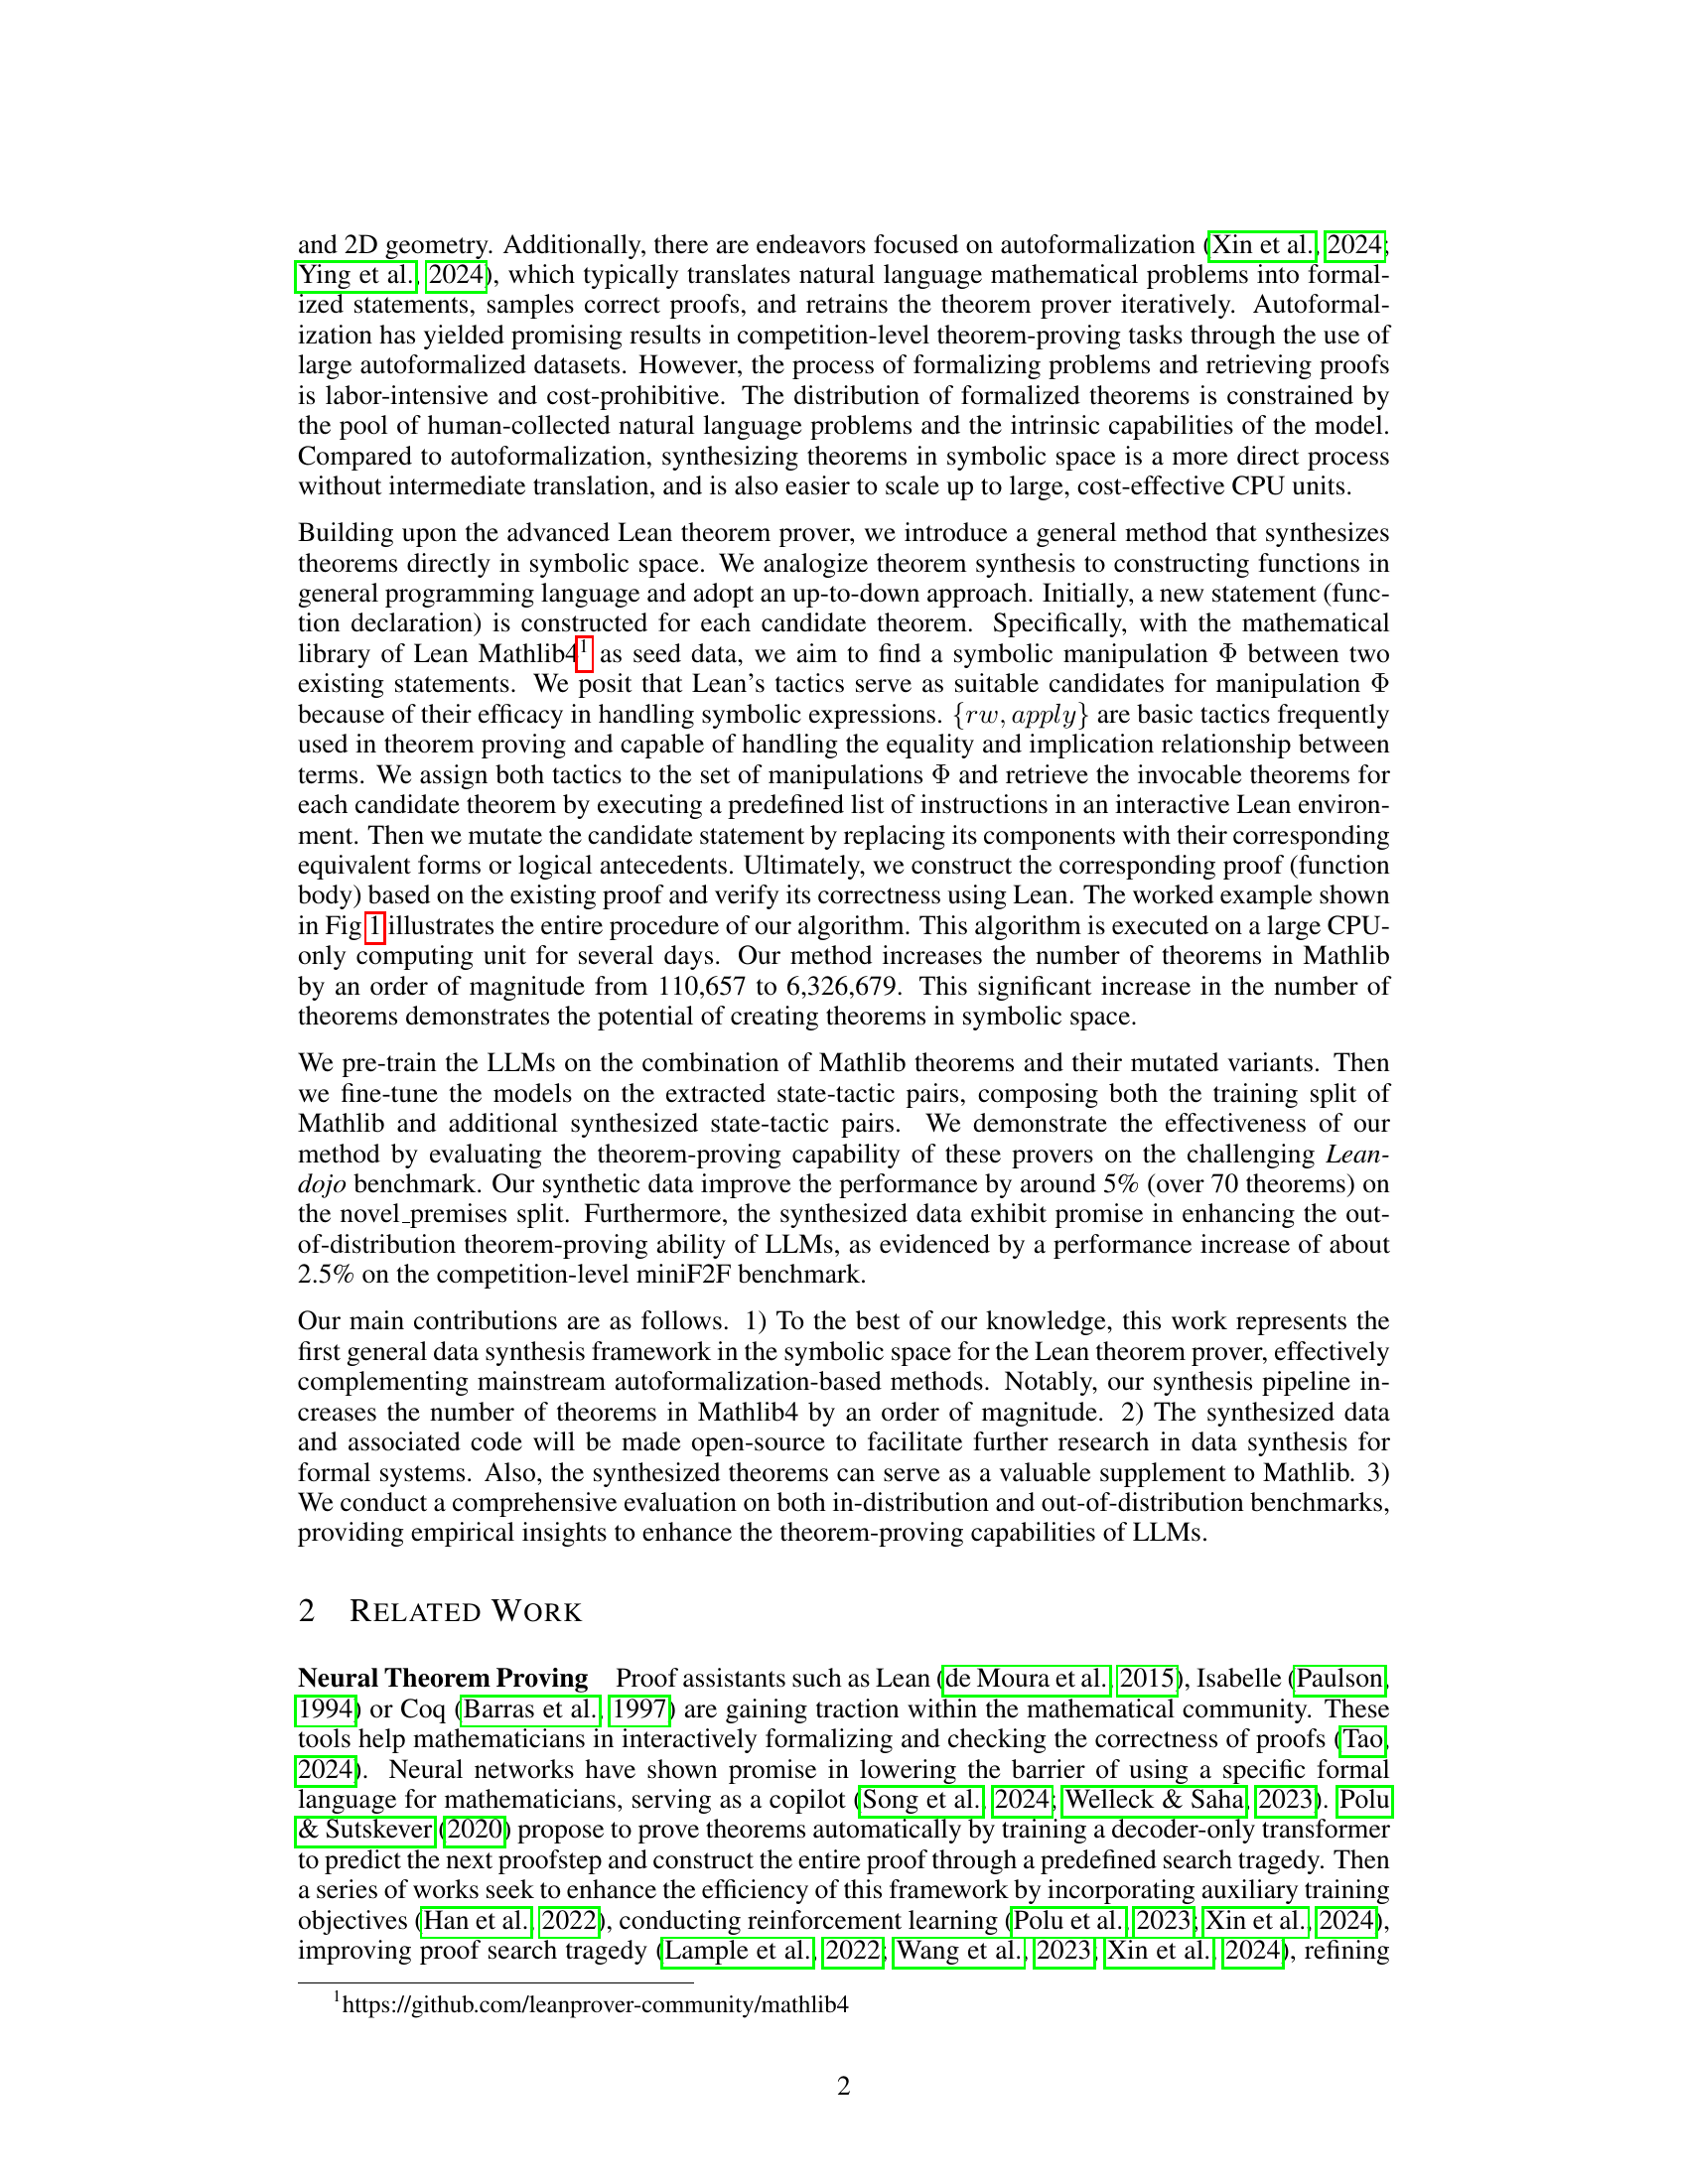 and 2D geometry. Additionally, there are endeavors focused on autoformalization (Xin et al., 2024;
Ying et al., 2024), which typically translates natural language mathematical problems into formal-
ized statements, samples correct proofs, and retrains the theorem prover iteratively. Autoformal-
ization has yielded promising results in competition-level theorem-proving tasks through the use of
large autoformalized datasets. However, the process of formalizing problems and retrieving proofs
is labor-intensive and cost-prohibitive. The distribution of formalized theorems is constrained by
the pool of human-collected natural language problems and the intrinsic capabilities of the model.
Compared to autoformalization, synthesizing theorems in symbolic space is a more direct process
without intermediate translation, and is also easier to scale up to large, cost-effective CPU units.
Building upon the advanced Lean theorem prover, we introduce a general method that synthesizes
theorems directly in symbolic space. We analogize theorem synthesis to constructing functions in
general programming language and adopt an up-to-down approach. Initially, a new statement (func-
tion declaration) is constructed for each candidate theorem. Specifically, with the mathematical
library of Lean Mathlib4¹ as seed data, we aim to find a symbolic manipulation Φ between two
existing statements. We posit that Lean's tactics serve as suitable candidates for manipulation Φ
because of their efficacy in handling symbolic expressions. {rw, apply} are basic tactics frequently
used in theorem proving and capable of handling the equality and implication relationship between
terms. We assign both tactics to the set of manipulations Φ and retrieve the invocable theorems for
each candidate theorem by executing a predefined list of instructions in an interactive Lean environ-
ment. Then we mutate the candidate statement by replacing its components with their corresponding
equivalent forms or logical antecedents. Ultimately, we construct the corresponding proof (function
body) based on the existing proof and verify its correctness using Lean. The worked example shown
in Fig 1 illustrates the entire procedure of our algorithm. This algorithm is executed on a large CPU-
only computing unit for several days. Our method increases the number of theorems in Mathlib
by an order of magnitude from 110,657 to 6,326,679. This significant increase in the number of
theorems demonstrates the potential of creating theorems in symbolic space.
We pre-train the LLMs on the combination of Mathlib theorems and their mutated variants. Then
we fine-tune the models on the extracted state-tactic pairs, composing both the training split of
Mathlib and additional synthesized state-tactic pairs. We demonstrate the effectiveness of our
method by evaluating the theorem-proving capability of these provers on the challenging Lean-
dojo benchmark. Our synthetic data improve the performance by around 5% (over 70 theorems) on
the novel_premises split. Furthermore, the synthesized data exhibit promise in enhancing the out-
of-distribution theorem-proving ability of LLMs, as evidenced by a performance increase of about
2.5% on the competition-level miniF2F benchmark.
Our main contributions are as follows. 1) To the best of our knowledge, this work represents the
first general data synthesis framework in the symbolic space for the Lean theorem prover, effectively
complementing mainstream autoformalization-based methods. Notably, our synthesis pipeline in-
creases the number of theorems in Mathlib4 by an order of magnitude. 2) The synthesized data
and associated code will be made open-source to facilitate further research in data synthesis for
formal systems. Also, the synthesized theorems can serve as a valuable supplement to Mathlib. 3)
We conduct a comprehensive evaluation on both in-distribution and out-of-distribution benchmarks,
providing empirical insights to enhance the theorem-proving capabilities of LLMs.
2 RELATED WORK
Neural Theorem Proving Proof assistants such as Lean (de Moura et al., 2015), Isabelle (Paulson,
1994) or Coq (Barras et al., 1997) are gaining traction within the mathematical community. These
tools help mathematicians in interactively formalizing and checking the correctness of proofs (Tao,
2024). Neural networks have shown promise in lowering the barrier of using a specific formal
language for mathematicians, serving as a copilot (Song et al., 2024; Welleck & Saha, 2023). Polu
& Sutskever (2020) propose to prove theorems automatically by training a decoder-only transformer
to predict the next proofstep and construct the entire proof through a predefined search tragedy. Then
a series of works seek to enhance the efficiency of this framework by incorporating auxiliary training
objectives (Han et al., 2022), conducting reinforcement learning (Polu et al., 2023; Xin et al., 2024),
improving proof search tragedy (Lample et al., 2022; Wang et al., 2023; Xin et al., 2024), refining
¹https://github.com/leanprover-community/mathlib4
2